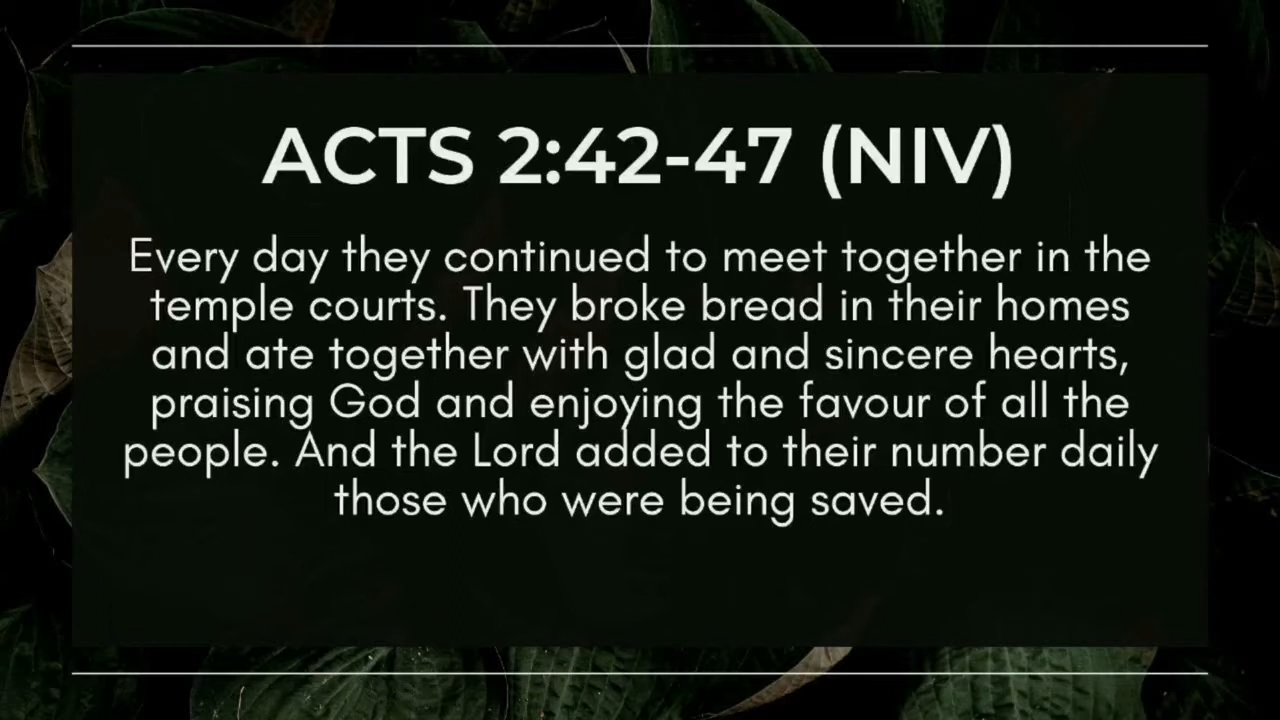 ACTS 2:42-47 (NIV)
Every day they continued to meet together in the
temple courts. They broke bread in their homes
and ate together with glad and sincere hearts,
praising God and enjoying the favour of all the
people. And the Lord added to their number daily
those who were being saved.